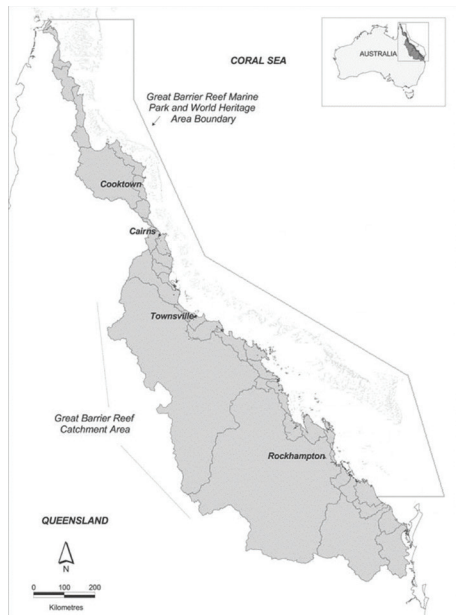 AUSTRALIA
CORAL SEA
Great Barrier Reef Marine
Park and World Heritage
Area Boundary
Cooktown
Cairns
Townsville
Great Barrier Reef
Catchment Area
Rockhampton
QUEENSLAND
N
0 100 200
Kilometres